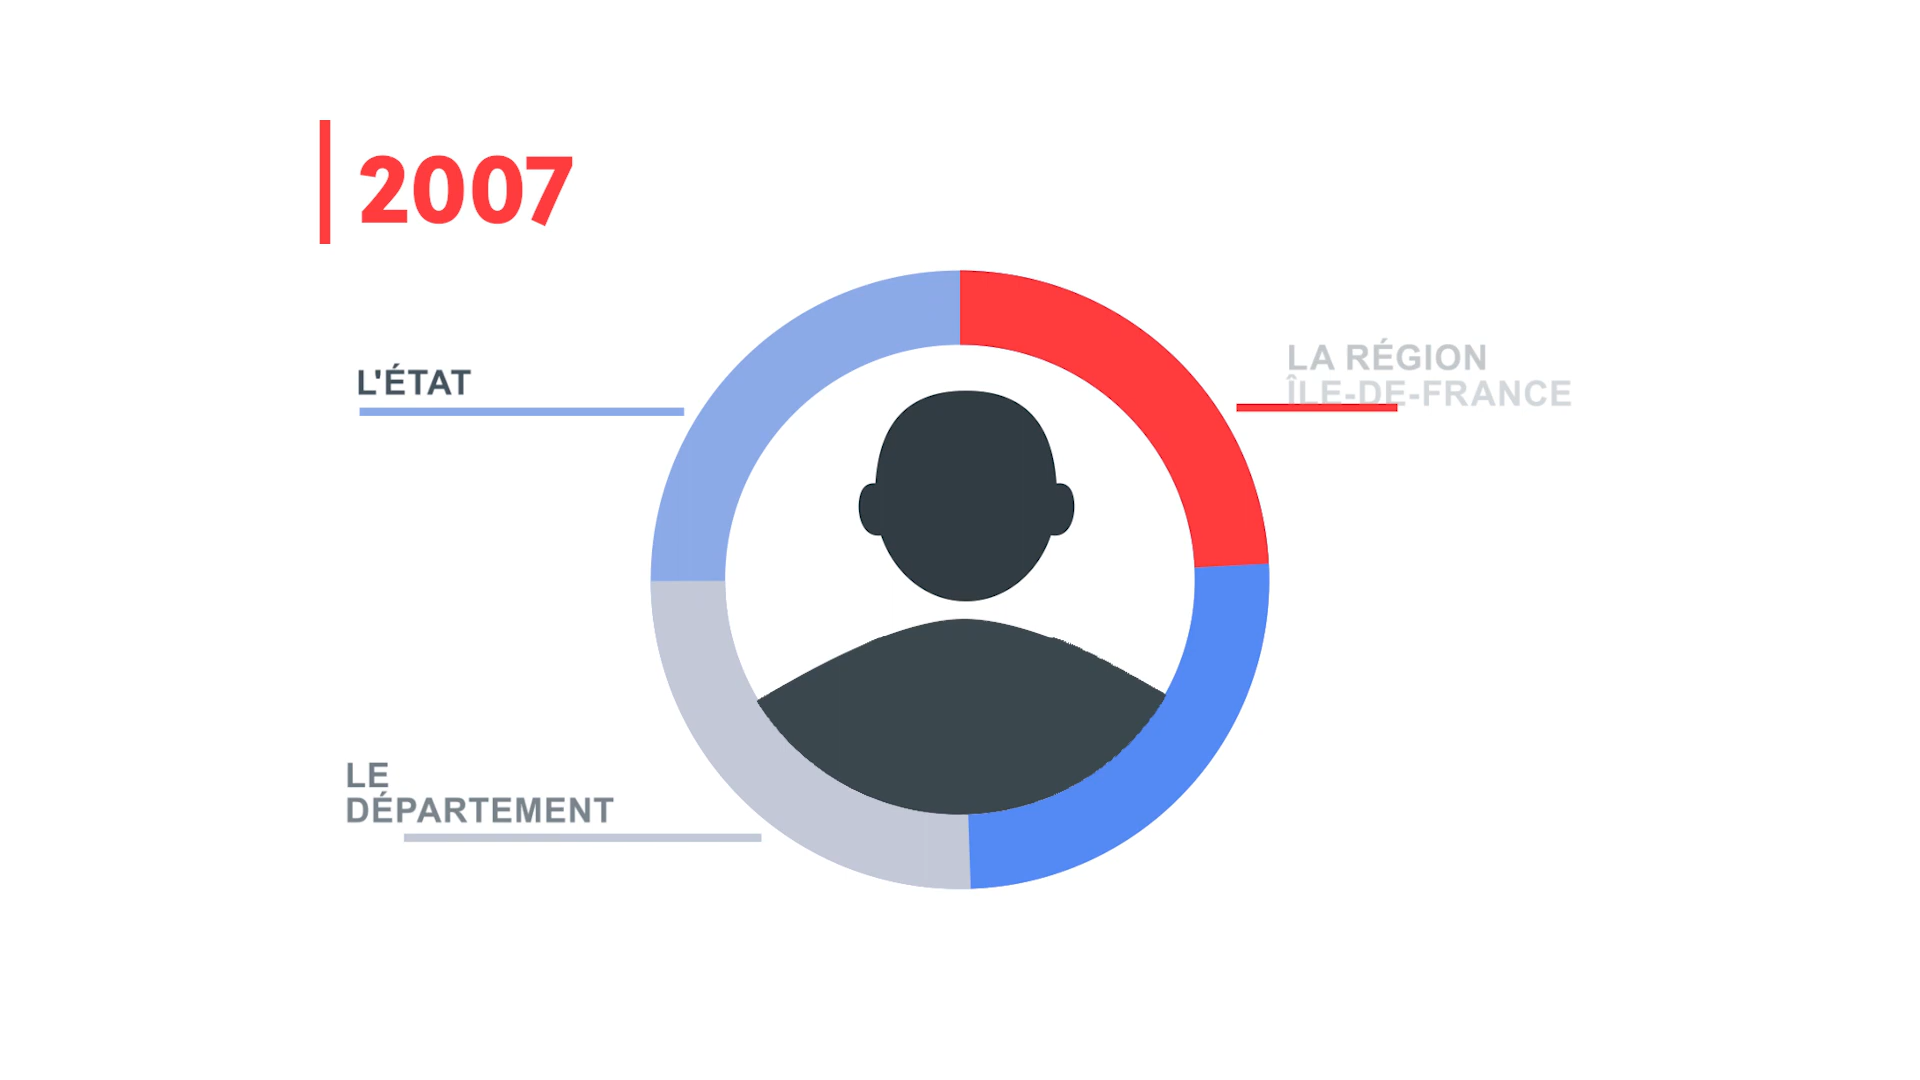 2007
L'ÉTAT
LA RÉGION
ÎLE-DE-FRANCE
LE
DÉPARTEMENT